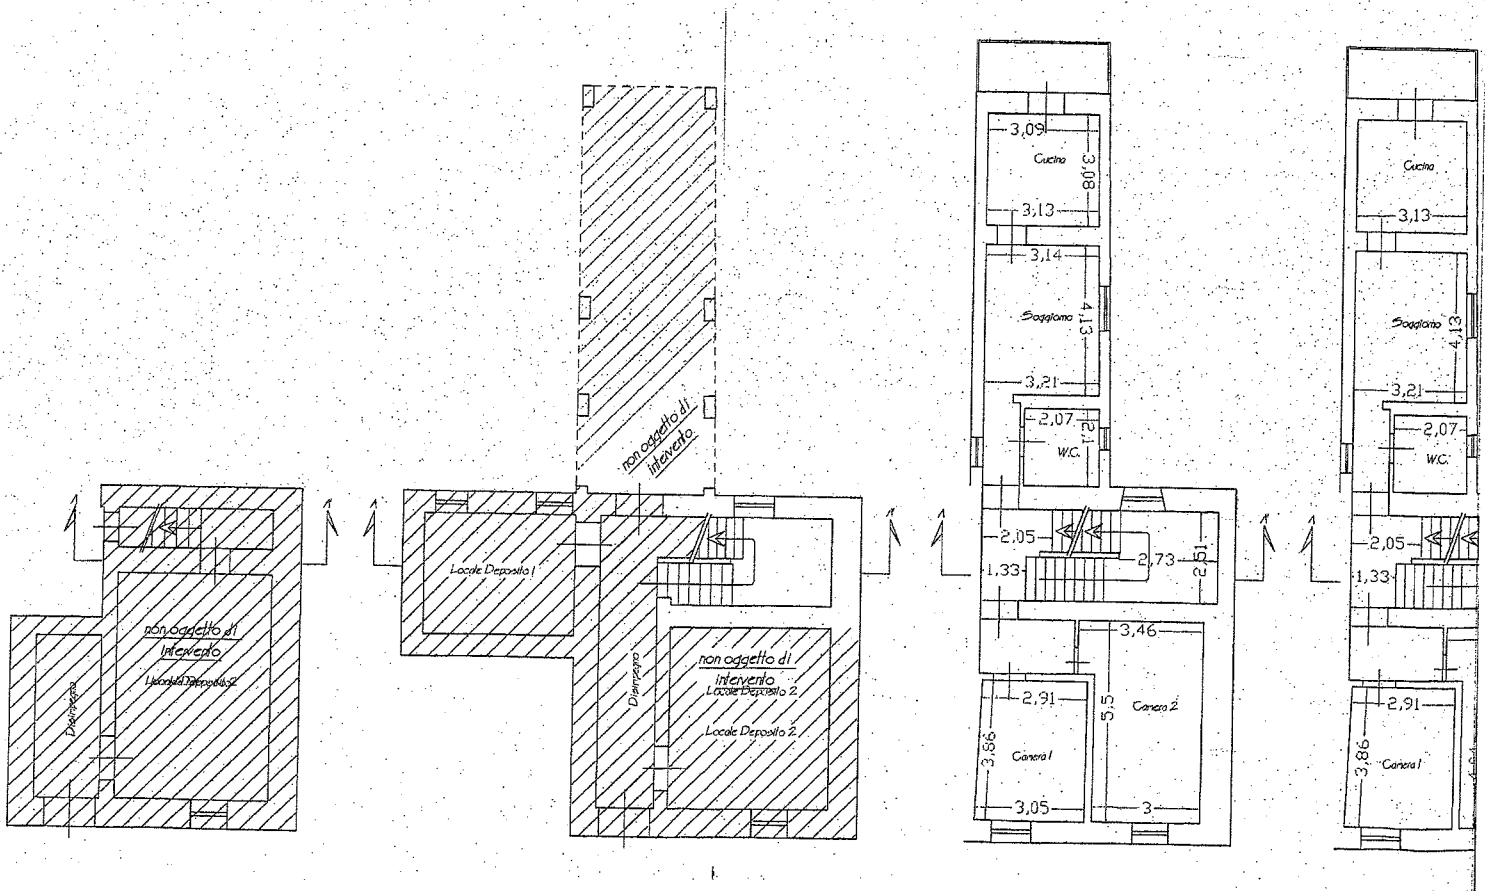 non oggetto di
intervento
Disimpegno
non oggetto di
intervento
Locale Deposito 1
Disimpegno
non oggetto di
intervento
Locale Deposito 2
Locale Deposito 2
3,09
Cucina
3,08
3,13
3,14
Soggiorno
4,13
3,21
2,07
2,1
W.C.
2,05
2,73
2,51
1,33
3,46
2,91
5,5
Camera 2
3,86
Camera 1
3,05
3
Cucina
3,13
Soggiorno
4,13
3,21
2,07
W.C.
2,05
1,33
2,91
3,86
Camera 1